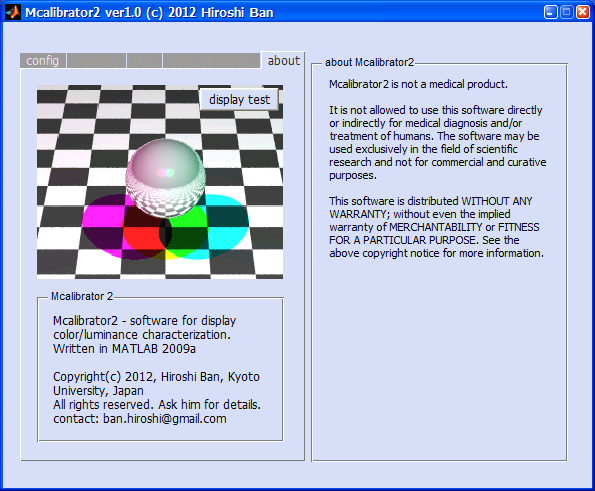 Mcalibrator2 ver1.0 (c) 2012 Hiroshi Ban
config
about
display test
Mcalibrator 2
Mcalibrator2 - software for display
color/luminance characterization.
Written in MATLAB 2009a
Copyright(c) 2012, Hiroshi Ban, Kyoto
University, Japan
All rights reserved. Ask him for details.
contact: ban.hiroshi@gmail.com
about Mcalibrator2
Mcalibrator2 is not a medical product.
It is not allowed to use this software directly
or indirectly for medical diagnosis and/or
treatment of humans. The software may be
used exclusively in the field of scientific
research and not for commercial and curative
purposes.
This software is distributed WITHOUT ANY
WARRANTY; without even the implied
warranty of MERCHANTABILITY or FITNESS
FOR A PARTICULAR PURPOSE. See the
above copyright notice for more information.